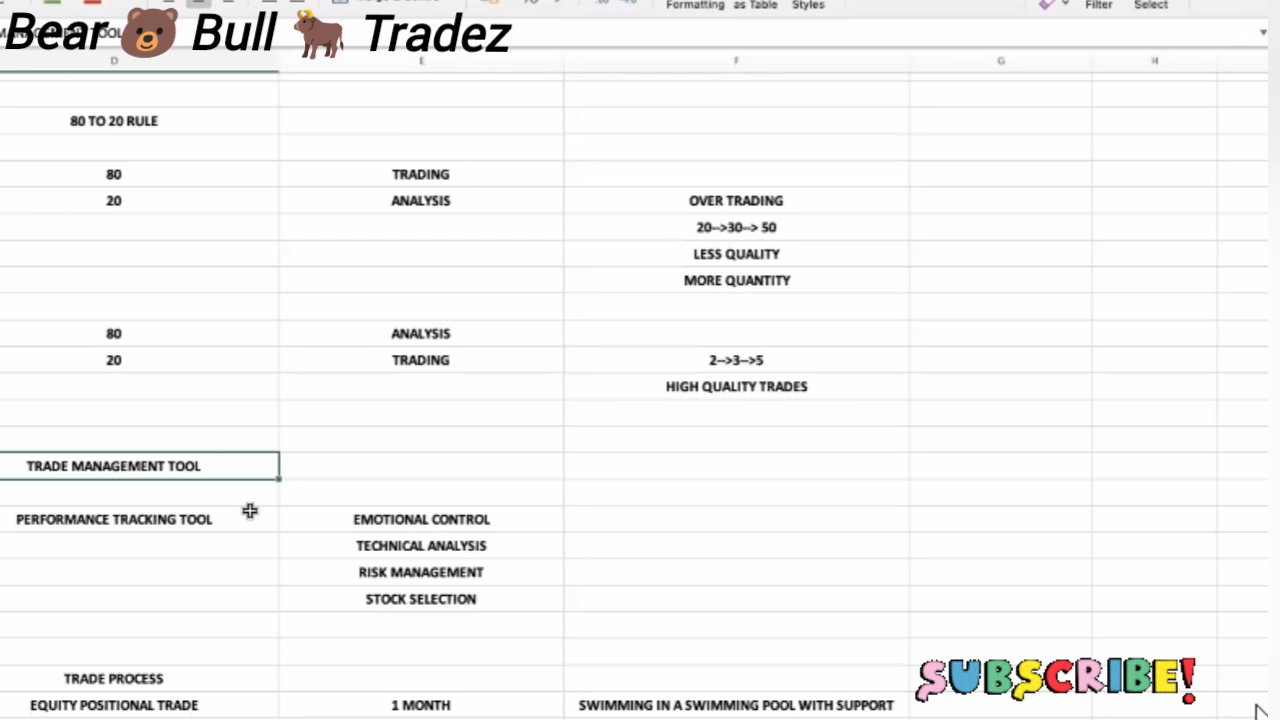 Formatting as Table Styles Filter Select
Bear Bull Tradez
D E F G H
80 TO 20 RULE
80 TRADING
20 ANALYSIS OVER TRADING
20-->30--> 50
LESS QUALITY
MORE QUANTITY
80 ANALYSIS
20 TRADING 2-->3-->5
HIGH QUALITY TRADES
TRADE MANAGEMENT TOOL
PERFORMANCE TRACKING TOOL EMOTIONAL CONTROL
TECHNICAL ANALYSIS
RISK MANAGEMENT
STOCK SELECTION
TRADE PROCESS
SUBSCRIBE!
EQUITY POSITIONAL TRADE 1 MONTH SWIMMING IN A SWIMMING POOL WITH SUPPORT